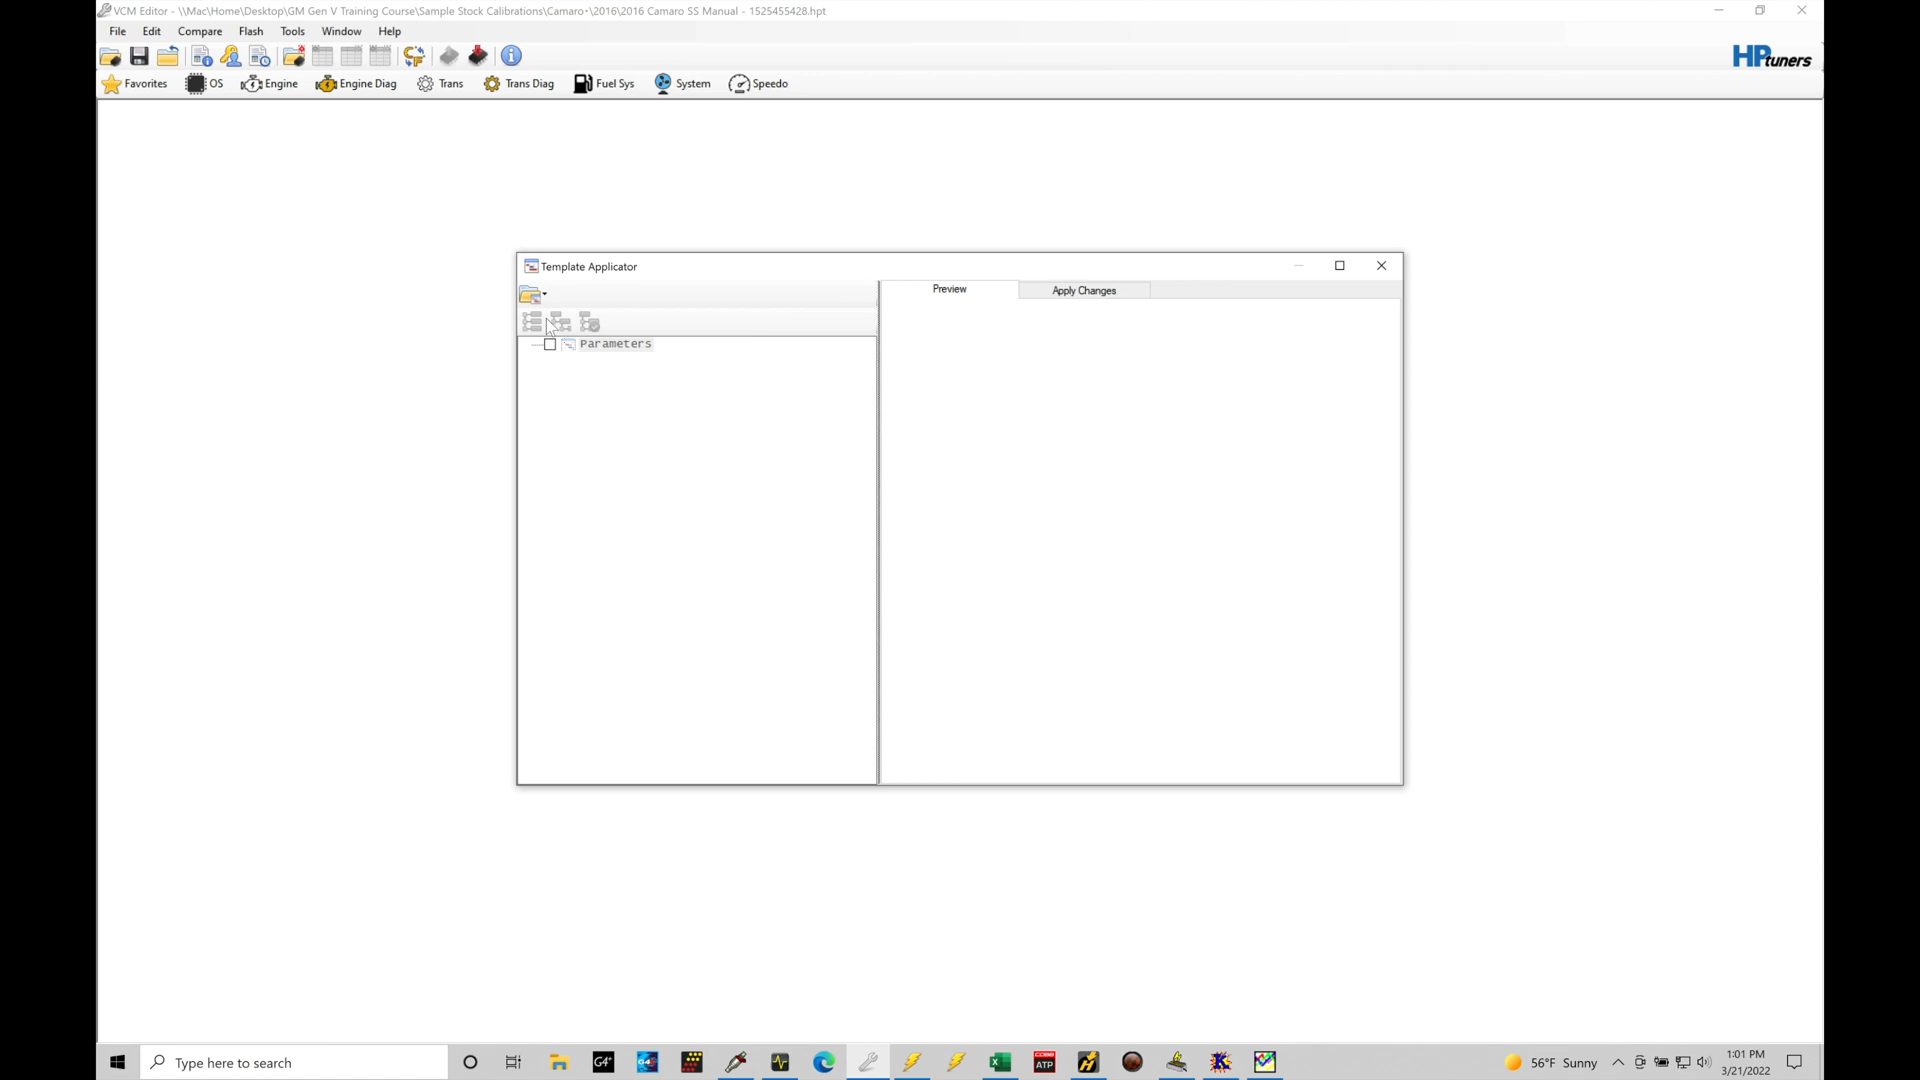 VCM Editor - \\Mac\Home\Desktop\GM Gen V Training Course\Sample Stock Calibrations\Camaro+\2016\2016 Camaro SS Manual - 1525455428.hpt
File Edit Compare Flash Tools Window Help
HPtuners
Favorites OS Engine Engine Diag Trans Trans Diag Fuel Sys System Speedo
Template Applicator
Preview Apply Changes
Parameters
Type here to search
G4+
ATP
56°F Sunny
1:01 PM
3/21/2022